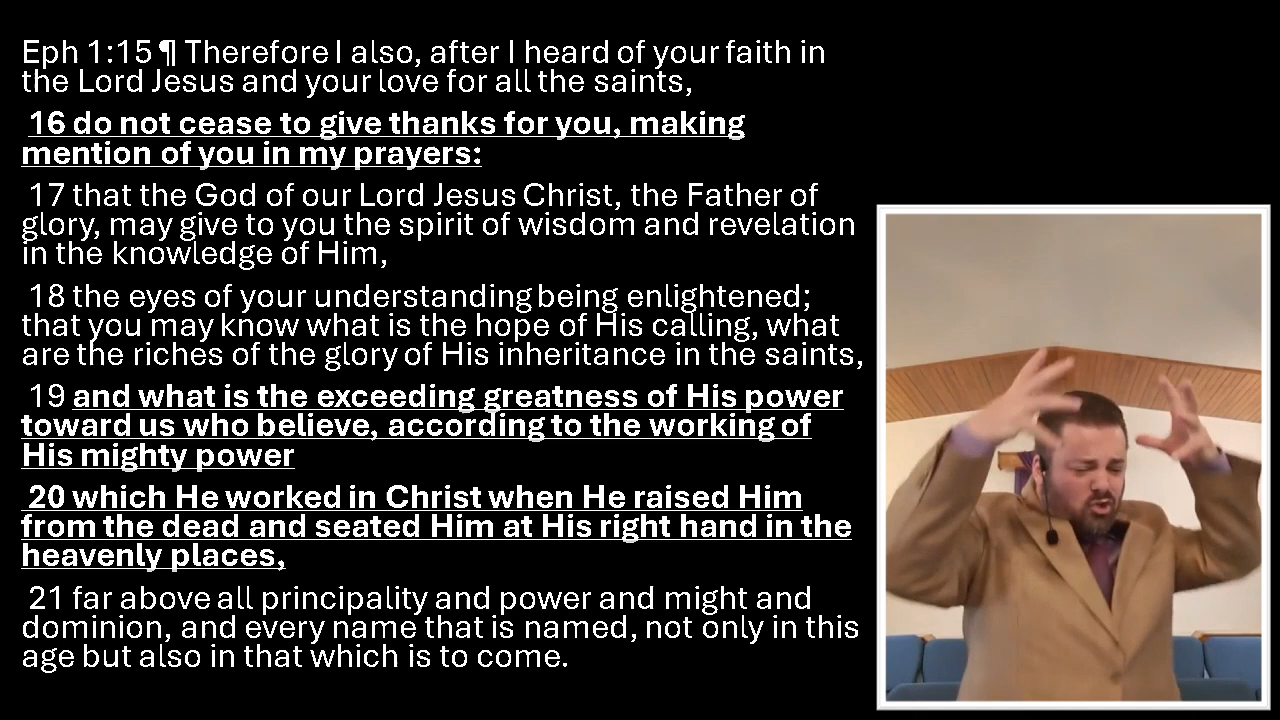 Eph 1:15 ¶ Therefore I also, after I heard of your faith in
the Lord Jesus and your love for all the saints,
16 do not cease to give thanks for you, making
mention of you in my prayers:
17 that the God of our Lord Jesus Christ, the Father of
glory, may give to you the spirit of wisdom and revelation
in the knowledge of Him,
18 the eyes of your understanding being enlightened;
that you may know what is the hope of His calling, what
are the riches of the glory of His inheritance in the saints,
19 and what is the exceeding greatness of His power
toward us who believe, according to the working of
His mighty power
20 which He worked in Christ when He raised Him
from the dead and seated Him at His right hand in the
heavenly places,
21 far above all principality and power and might and
dominion, and every name that is named, not only in this
age but also in that which is to come.